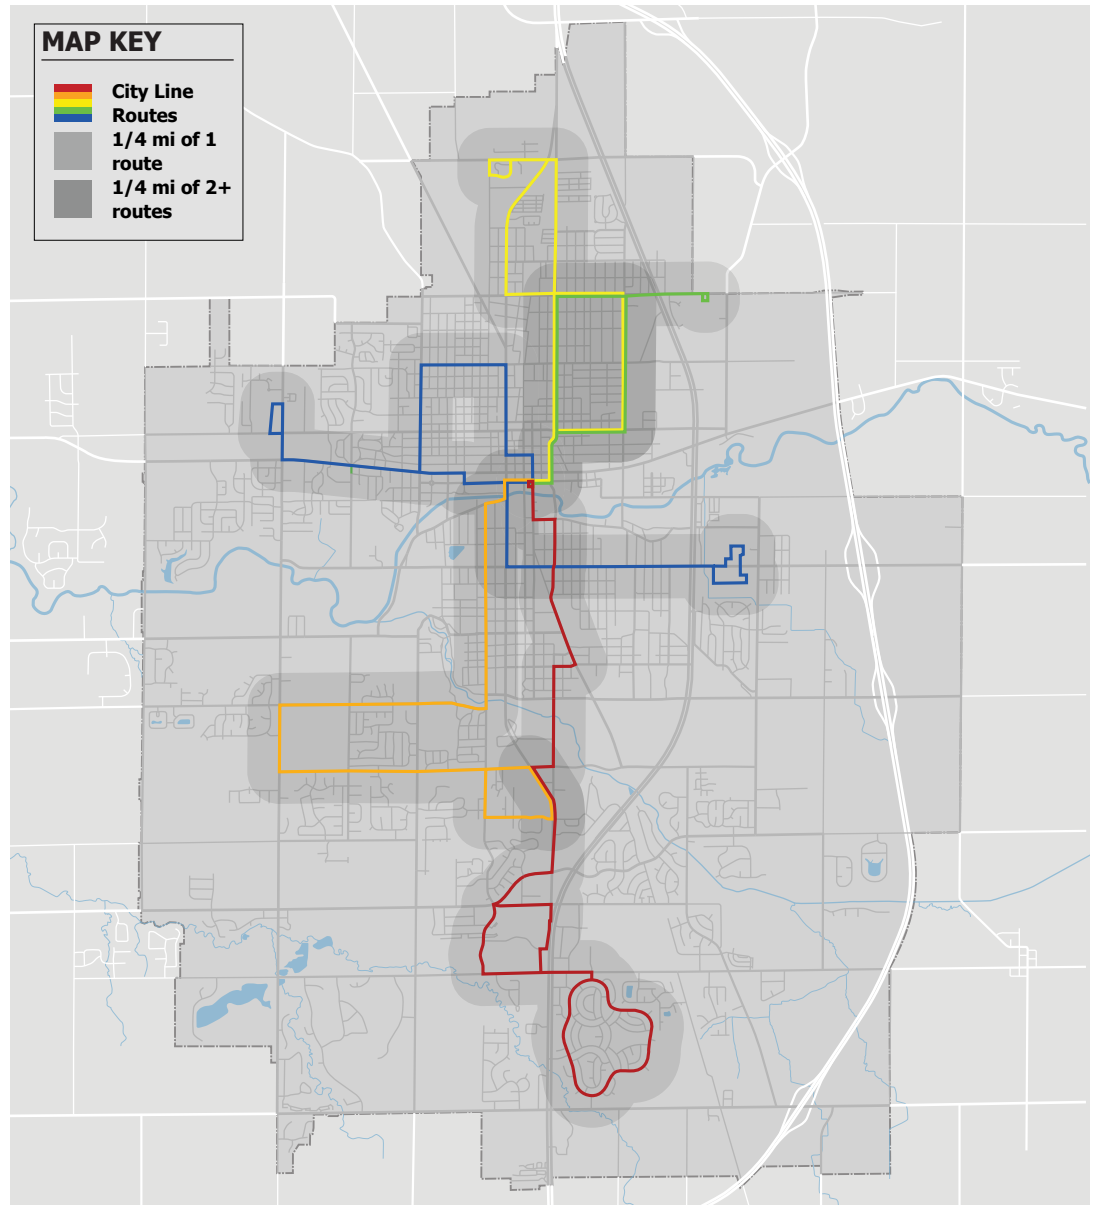 MAP KEY
City Line
Routes
1/4 mi of 1
route
1/4 mi of 2+
routes